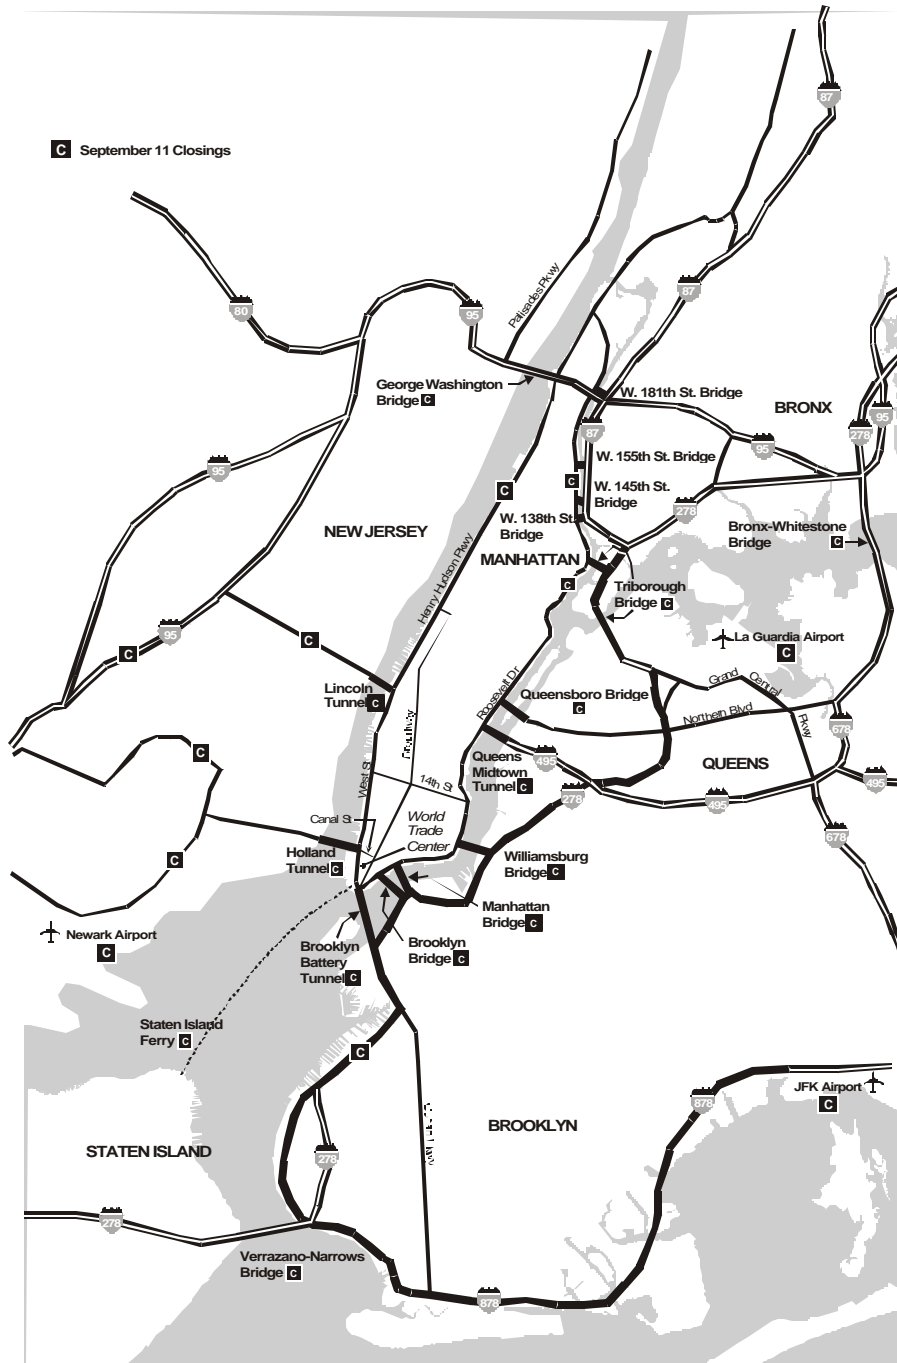 87
C September 11 Closings
80
87
95
Palisades Pkwy
George Washington
Bridge C
W. 181th St. Bridge
BRONX
95
278
87
95
W. 155th St. Bridge
95
C
W. 145th St.
Bridge
C
278
W. 138th St.
Bridge
NEW JERSEY
Bronx-Whitestone
Bridge C
MANHATTAN
Henry Hudson Pkwy
C
Triborough
Bridge C
95
C
C
La Guardia Airport
C
Lincoln
Tunnel C
Roosevelt Dr
Queensboro Bridge
C
Grand
Central
Pkwy
Northern Blvd
678
C
West St
14th St
Queens
Midtown
Tunnel C
495
278
QUEENS
495
495
678
Canal St
World
Trade
Center
Holland
Tunnel C
C
Williamsburg
Bridge C
Manhattan
Bridge C
Newark Airport
C
Brooklyn
Battery
Tunnel C
Brooklyn
Bridge C
Staten Island
Ferry C
C
JFK Airport
C
878
BROOKLYN
STATEN ISLAND
278
278
Verrazano-Narrows
Bridge C
878